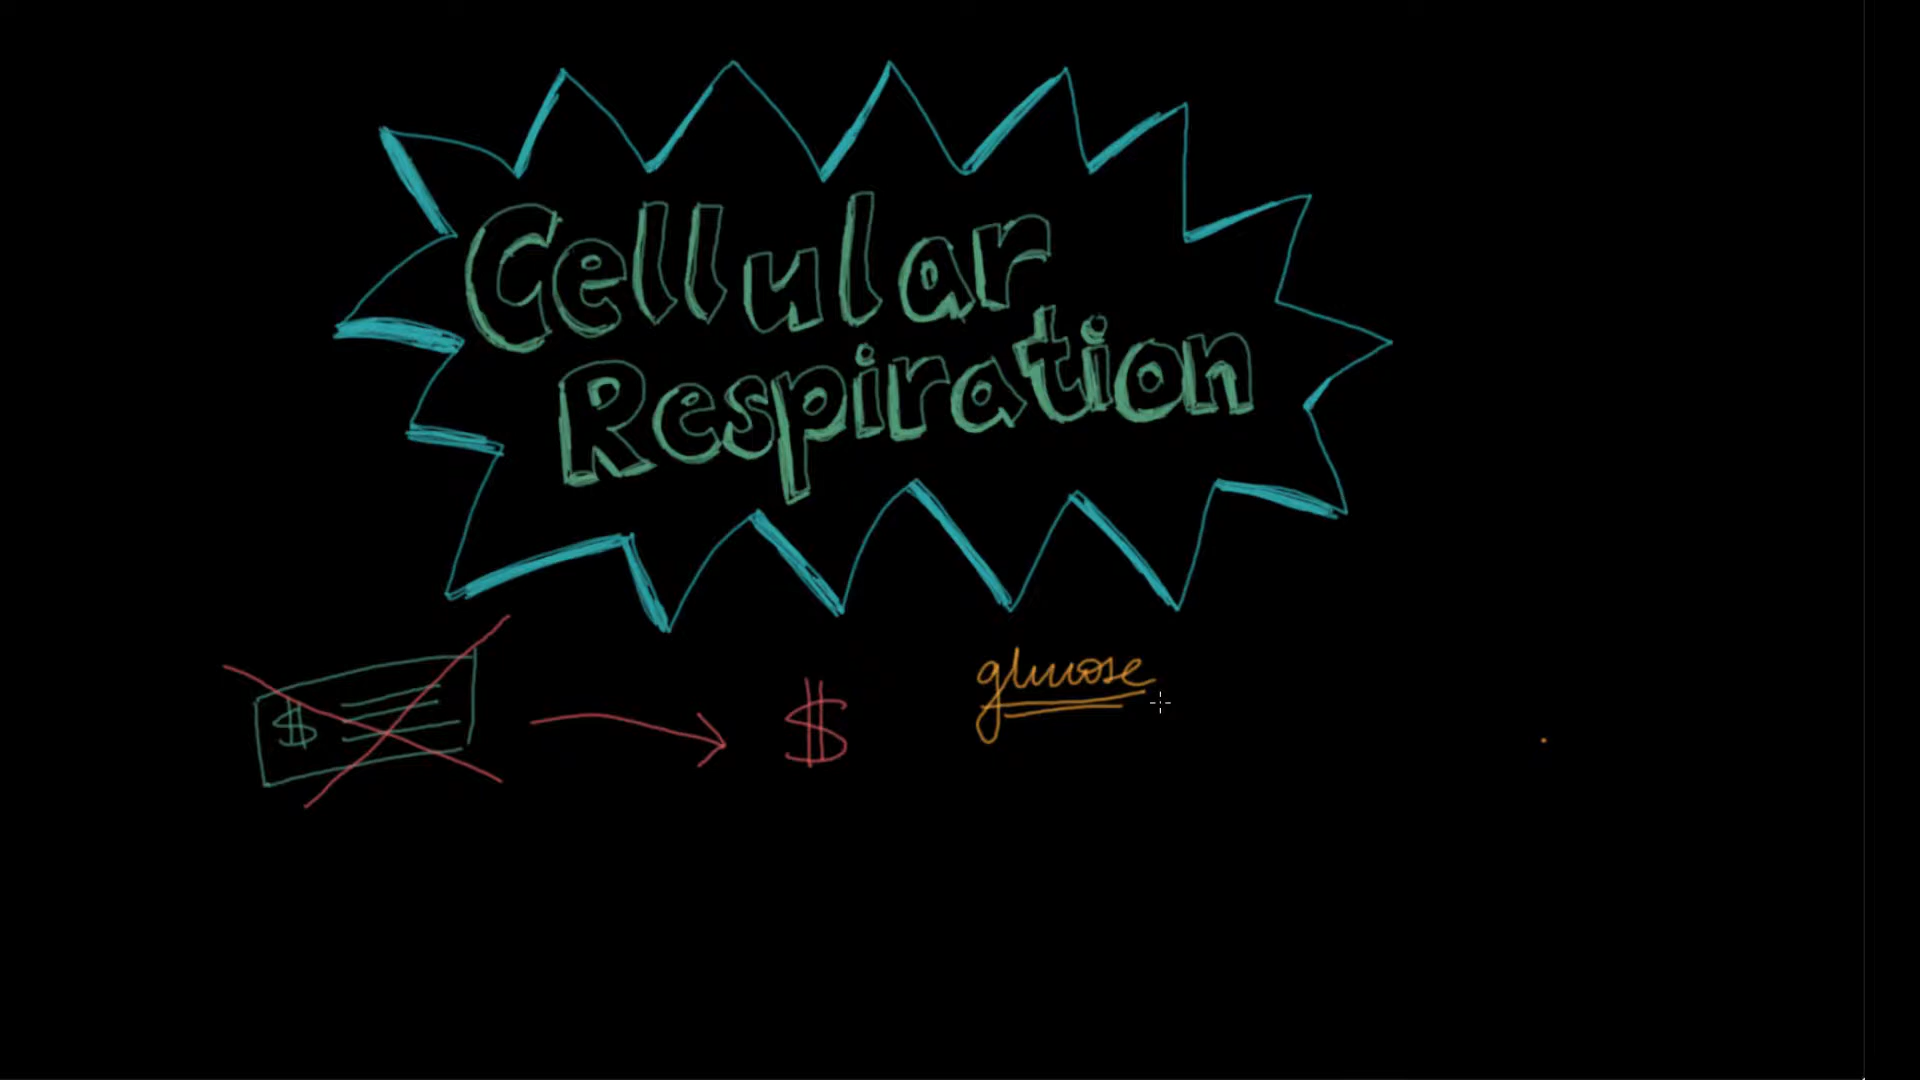 Cellular
Respiration
$
$
glucose